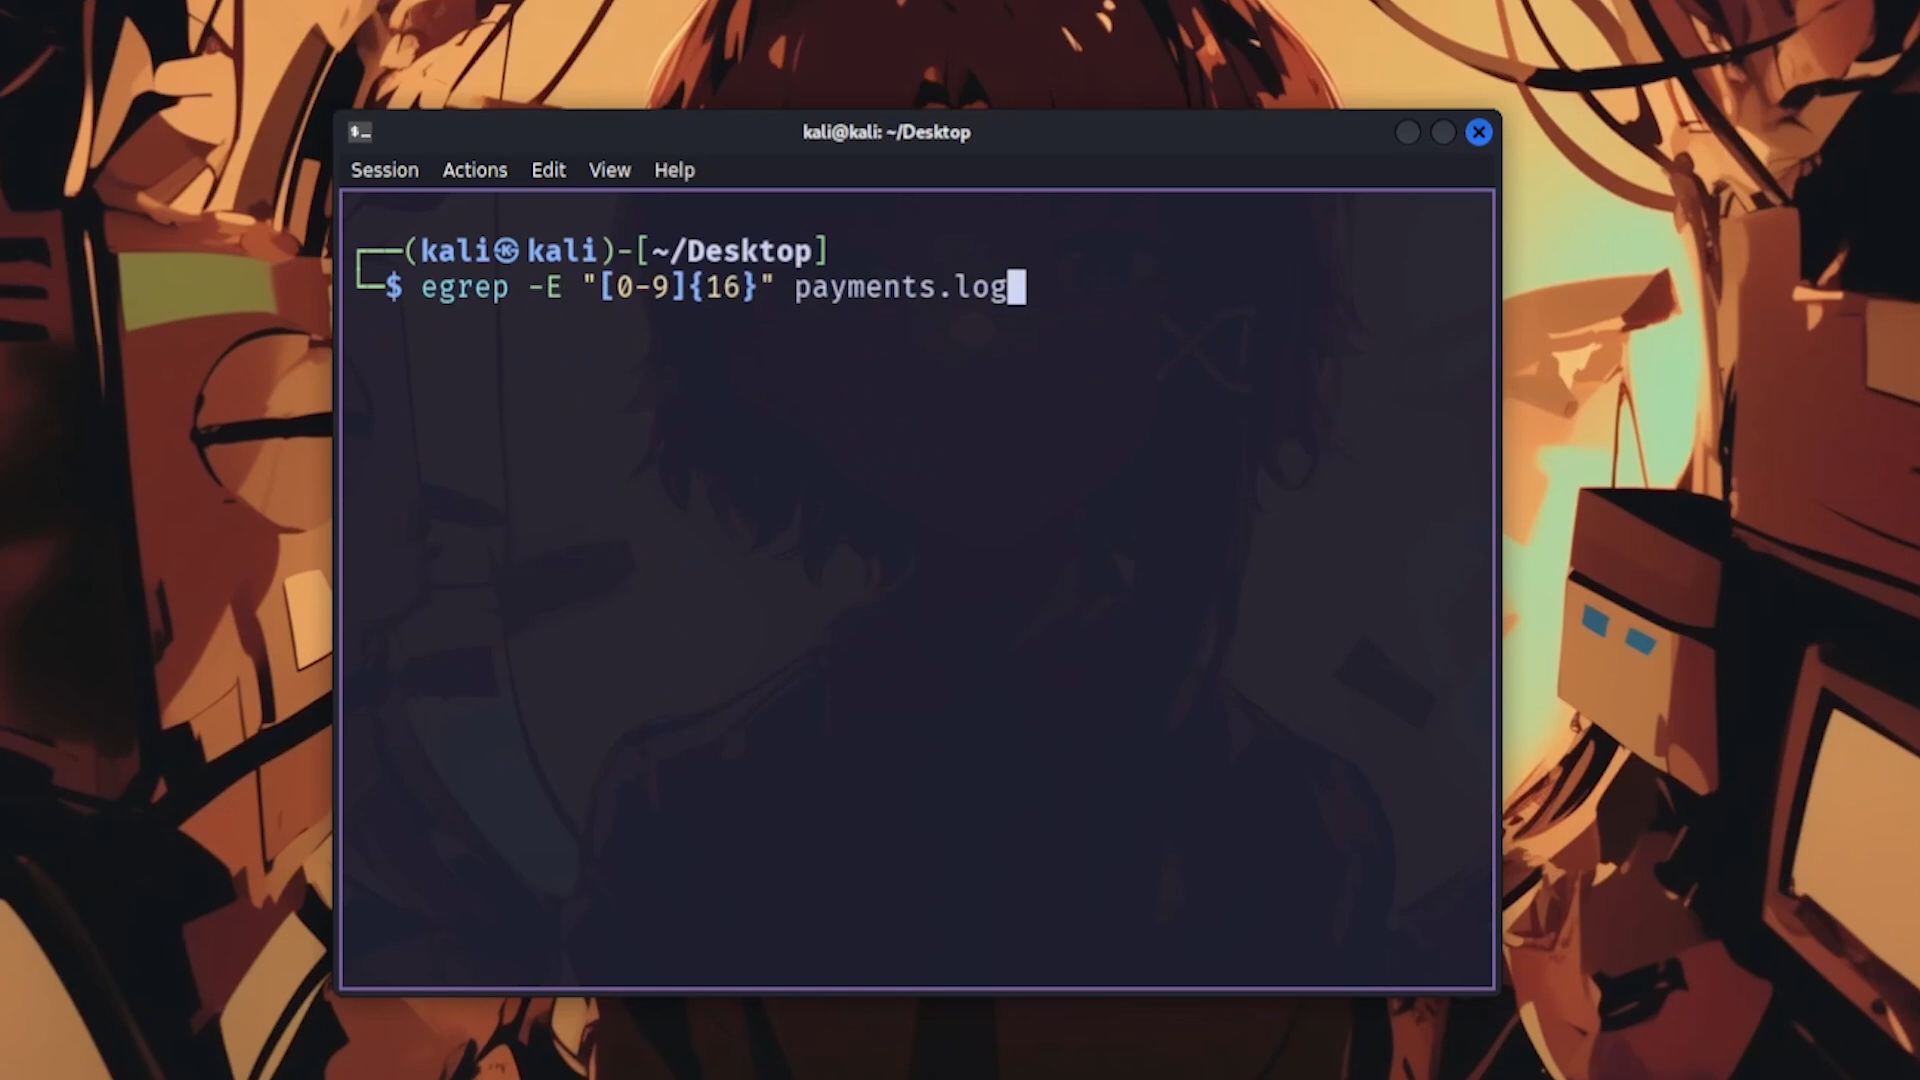 $_
kali@kali: ~/Desktop
Session Actions Edit View Help
┌──(kali㉿kali)-[~/Desktop]
└─$ egrep -E "[0-9]{16}" payments.log